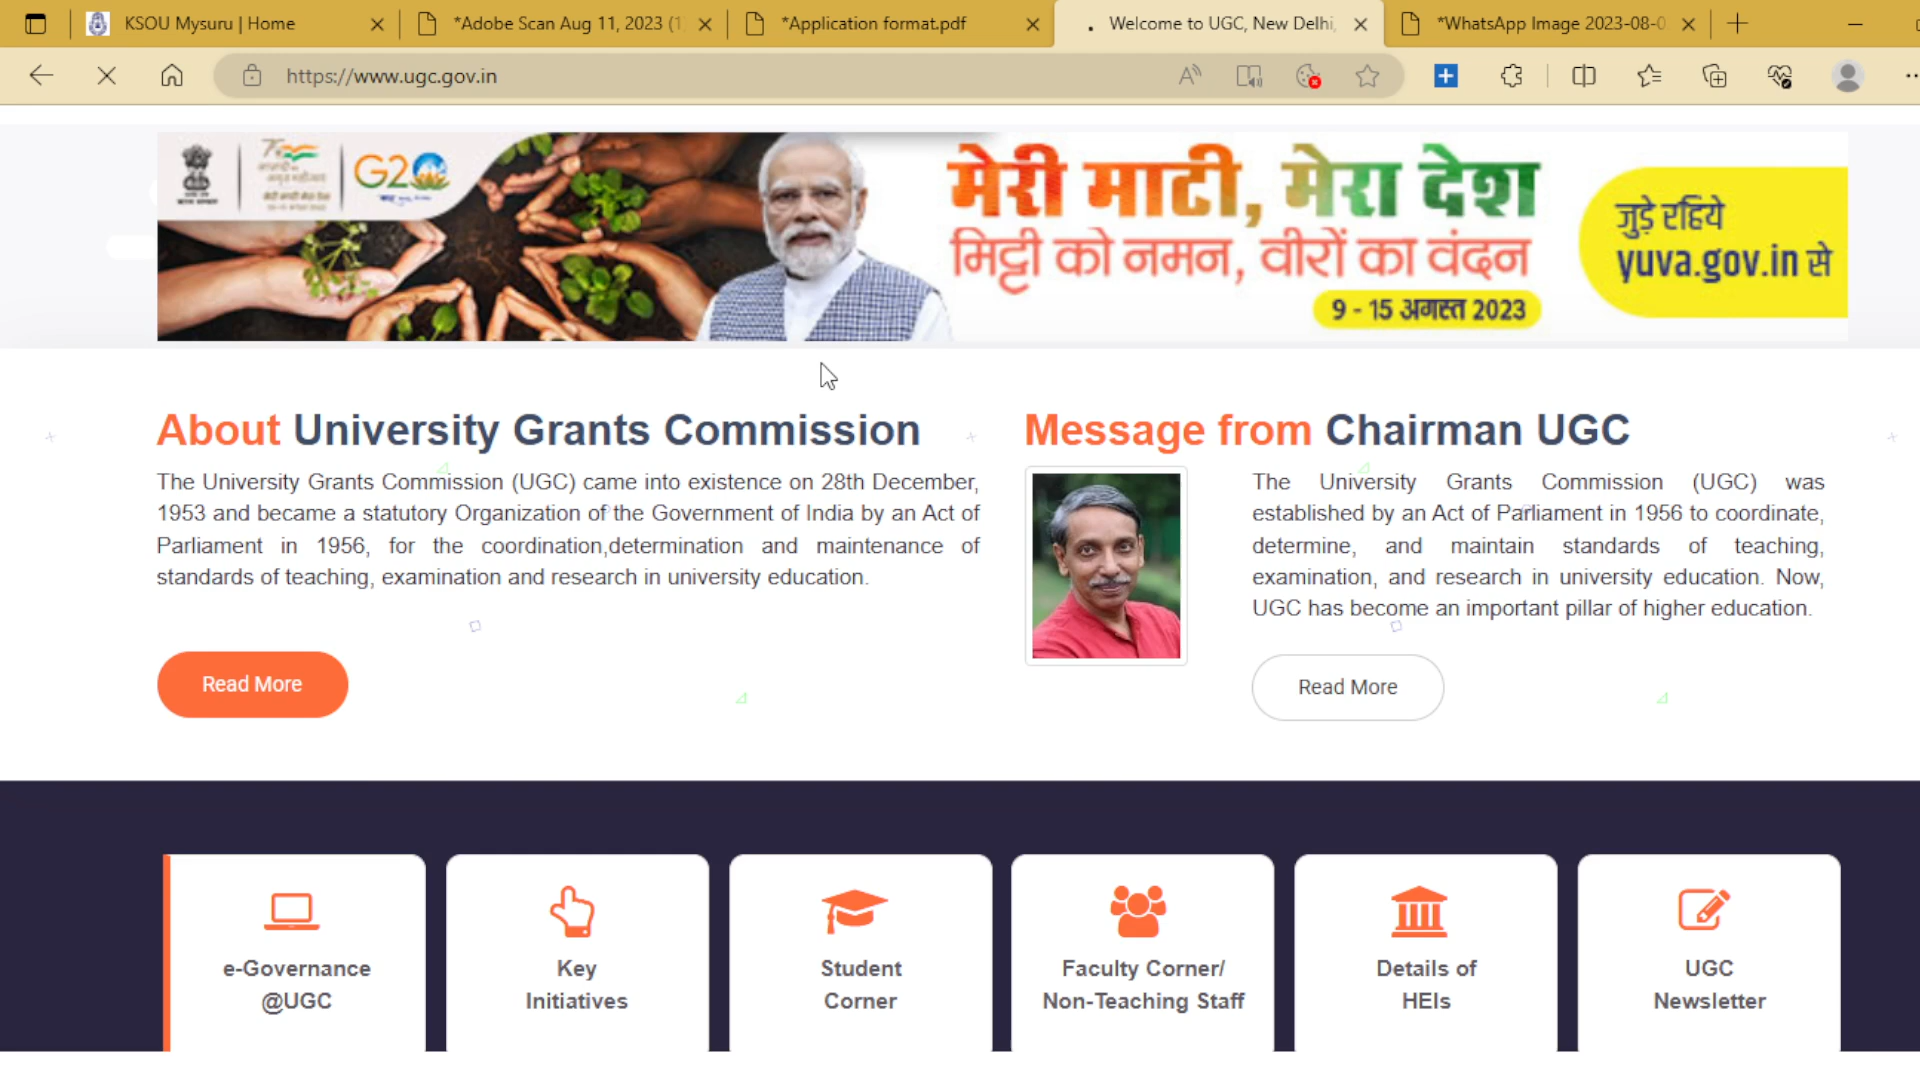 KSOU Mysuru | Home
*Adobe Scan Aug 11, 2023 (1
*Application format.pdf
Welcome to UGC, New Delhi,
*WhatsApp Image 2023-08-0
https://www.ugc.gov.in
G20
मेरी माटी, मेरा देश
मिट्टी को नमन, वीरों का वंदन
9 - 15 अगस्त 2023
जुड़े रहिये
yuva.gov.in से
About University Grants Commission
The University Grants Commission (UGC) came into existence on 28th December,
1953 and became a statutory Organization of the Government of India by an Act of
Parliament in 1956, for the coordination,determination and maintenance of
standards of teaching, examination and research in university education.
Read More
Message from Chairman UGC
The University Grants Commission (UGC) was
established by an Act of Parliament in 1956 to coordinate,
determine, and maintain standards of teaching,
examination, and research in university education. Now,
UGC has become an important pillar of higher education.
Read More
e-Governance
@UGC
Key
Initiatives
Student
Corner
Faculty Corner/
Non-Teaching Staff
Details of
HEIs
UGC
Newsletter